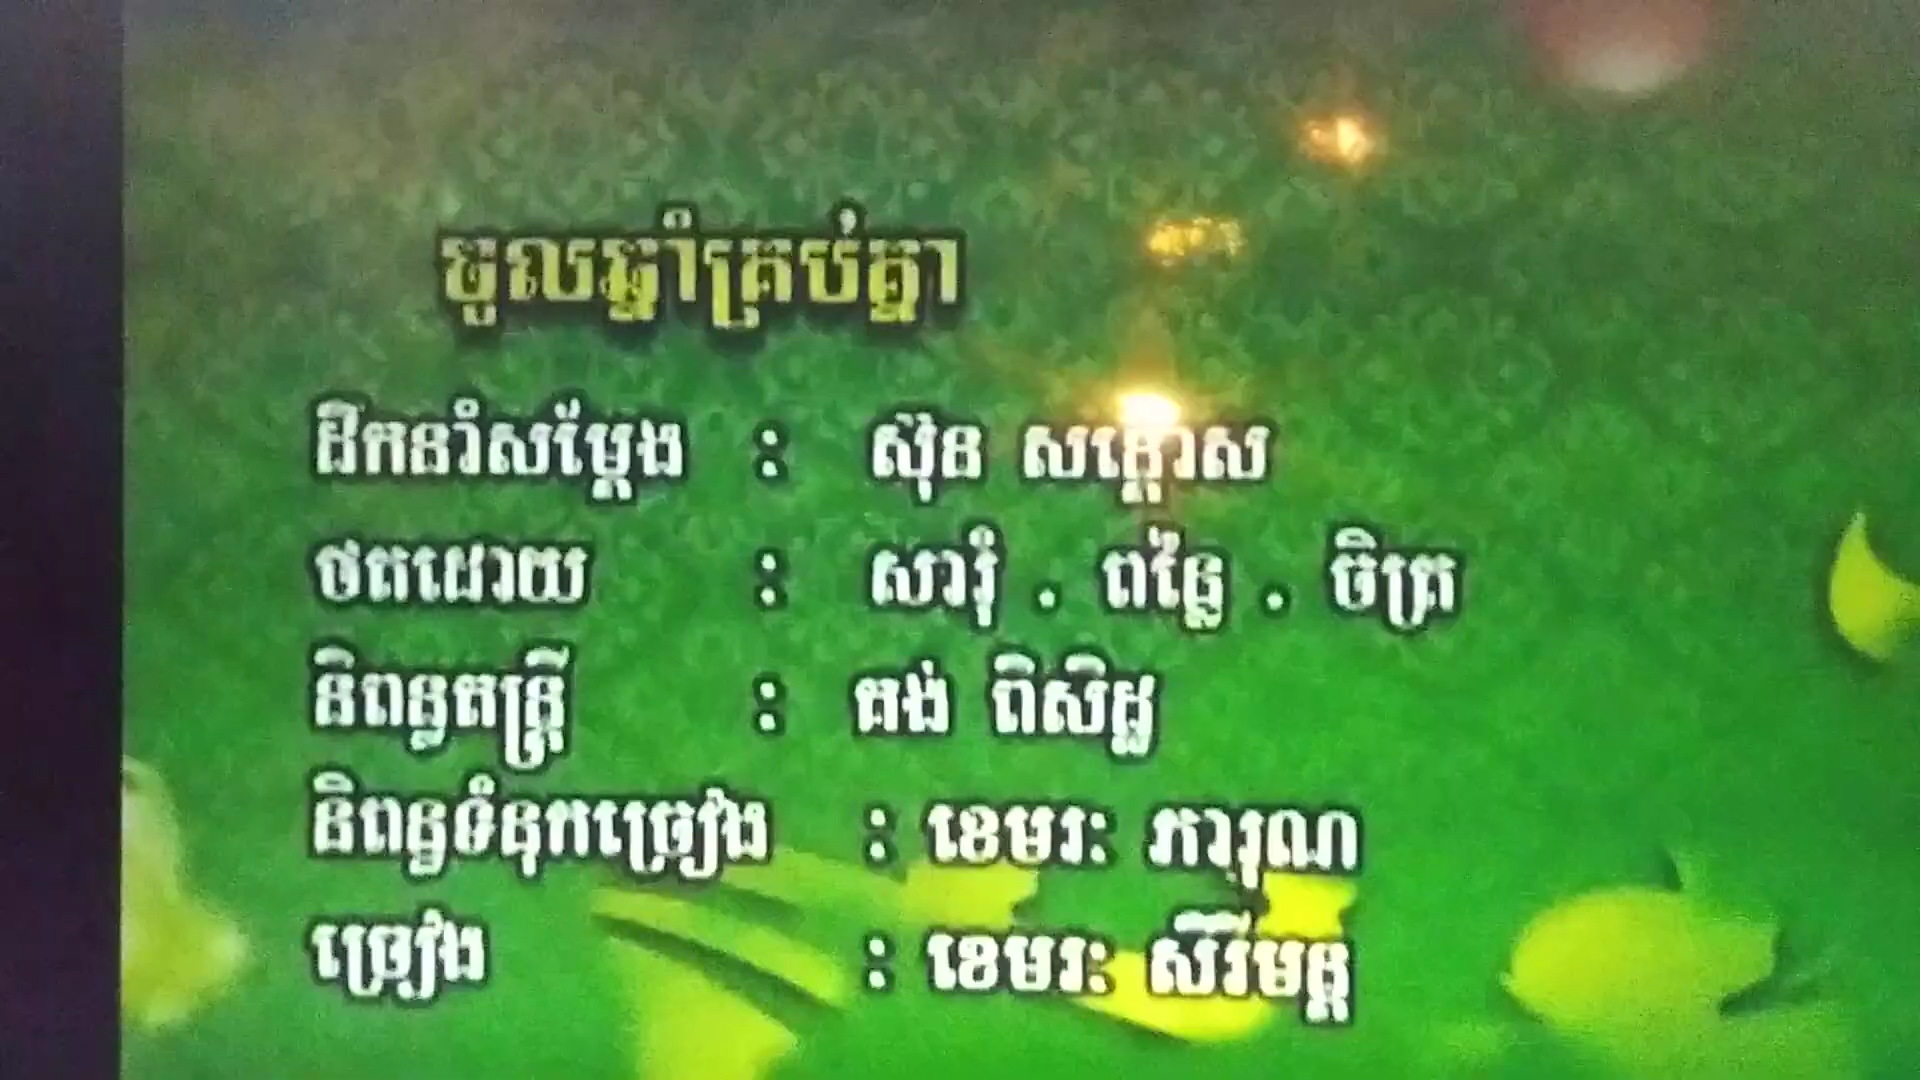 ចូលឆ្នាំគ្រប់គ្នា
ដឹកនាំសម្ដែង : ស៊ុន សន្ដោស
ថតដោយ : សារុំ . ពន្លៃ . ចិត្រ
និពន្ធតន្ត្រី : គង់ ពិសិដ្ឋ
និពន្ធទំនុកច្រៀង : ខេមរៈ ភារុណ
ច្រៀង : ខេមរៈ សិរីមន្ត